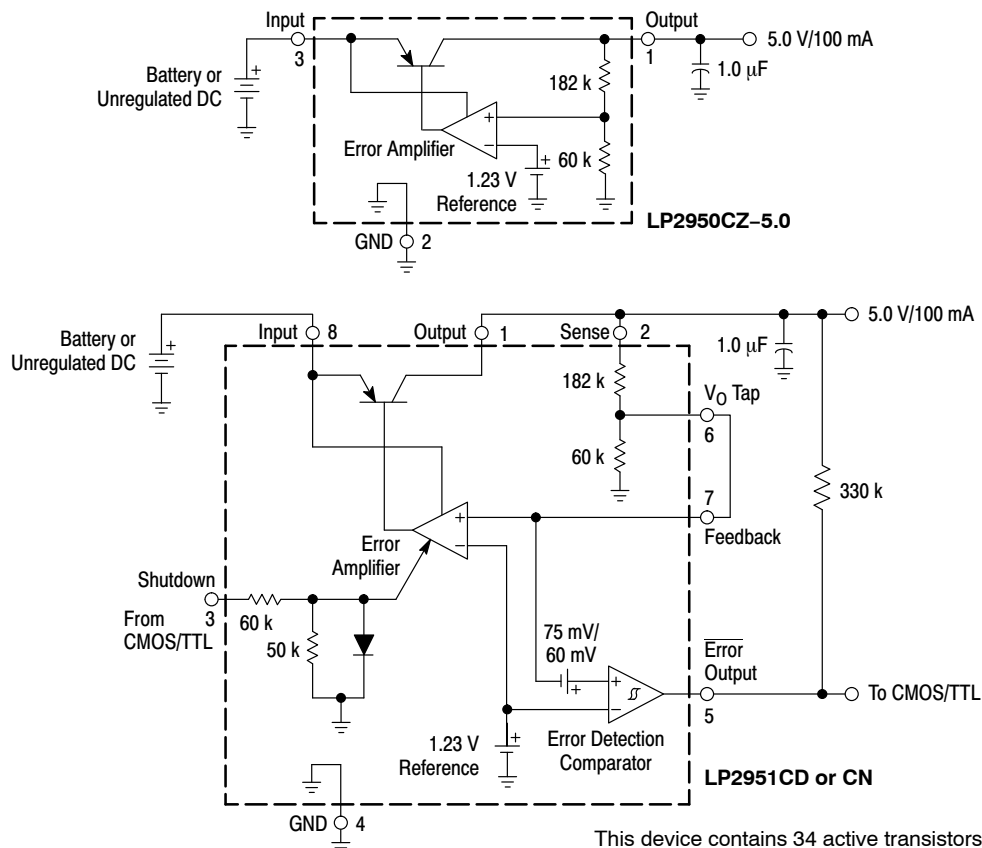 Input
3
Output
1
5.0 V/100 mA
1.0 μF
Battery or
Unregulated DC
182 k
60 k
Error Amplifier
1.23 V
Reference
GND 2
LP2950CZ–5.0
5.0 V/100 mA
Battery or
Unregulated DC
Input 8
Output 1
Sense 2
1.0 μF
182 k
VO Tap
6
60 k
330 k
7
Feedback
Error
Amplifier
Shutdown
3
From
CMOS/TTL
60 k
50 k
75 mV/
60 mV
Error
Output
5
To CMOS/TTL
1.23 V
Reference
Error Detection
Comparator
LP2951CD or CN
GND 4
This device contains 34 active transistors